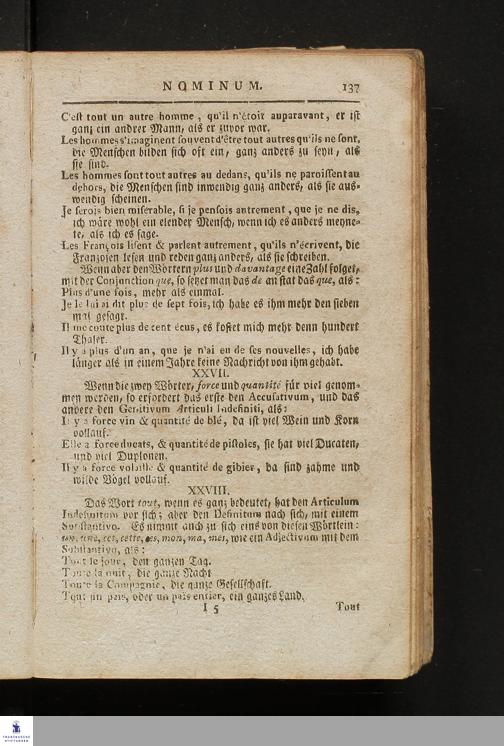 NOMINUM. 137
C'est tout un autre homme, qu'il n'étoit auparavant, er ist
ganz ein andrer Mann, als er zuvor war.
Les hommes s'imaginent souvent d'être tout autres qu'ils ne sont,
die Menschen bilden sich oft ein, ganz anders zu seyn, als
sie sind.
Les hommes sont tout autres au dedans, qu'ils ne paroissent au
dehors, die Menschen sind inwendig ganz anders, als sie aus-
wendig scheinen.
Je serois bien miserable, si je pensois autrement, que je ne dis,
ich wäre wohl ein elender Mensch, wenn ich es anders meyne-
te, als ich es sage.
Les François lisent & parlent autrement, qu'ils n'écrivent, die
Franzosen lesen und reden ganz anders, als sie schreiben.
Wenn aber den Wörtern plus und davantage eine Zahl folget,
mit der Conjunction que, so setzet man das de an statt das que, als:
Plus d'une fois, mehr als einmal.
Je le lui ai dit plus de sept fois, ich habe es ihm mehr den sieben
mal gesagt.
Il me coute plus de cent écus, es kostet mich mehr denn hundert
Thaler.
Il y a plus d'un an, que je n'ai eu de ses nouvelles, ich habe
länger als in einem Jahre keine Nachricht von ihm gehabt.
XXVII.
Wenn die zwey Wörter, force und quantité für viel genom-
men werden, so erfordert das erste den Accusativum, und das
andere den Genitivum Articuli Indefiniti, als:
Il y a force vin & quantité de blé, da ist viel Wein und Korn
vollauf.
Elle a force ducats, & quantité de pistoles, sie hat viel Ducaten,
und viel Duplonen.
Il y a force volaille & quantité de gibier, da sind zahme und
wilde Vögel vollauf.
XXVIII.
Das Wort tout, wenn es ganz bedeutet, hat den Articulum
Indefinitum vor sich; aber den Definitum nach sich, mit einem
Substantivo. Es nimmt auch zu sich eins von diesen Wörtlein:
un, une, cet, cette, ces, mon, ma, mes, wie ein Adjectivum mit dem
Substantivo, als:
Tout le jour, den ganzen Tag.
Toute la nuit, die ganze Nacht.
Toute la Compagnie, die ganze Gesellschaft.
Tout un pais, oder un pais entier, ein ganzes Land.
I 5 Tout